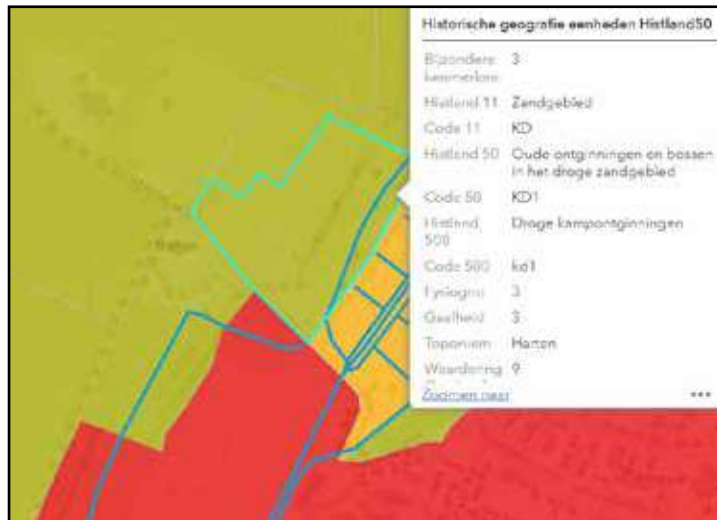 Historische geografie eenheden Histland50
Bijzondere kenmerken 3
Histland 11 Zandgebied
Code 11 KD
Histland 50 Oude ontginningen en bossen
in het droge zandgebied
Code 50 KD1
Histland 500 Droge kampontginningen
Code 500 kd1
Fysiogno 3
Gaafheid 3
Toponiem Harten
Waardering 9
Zoomen naar